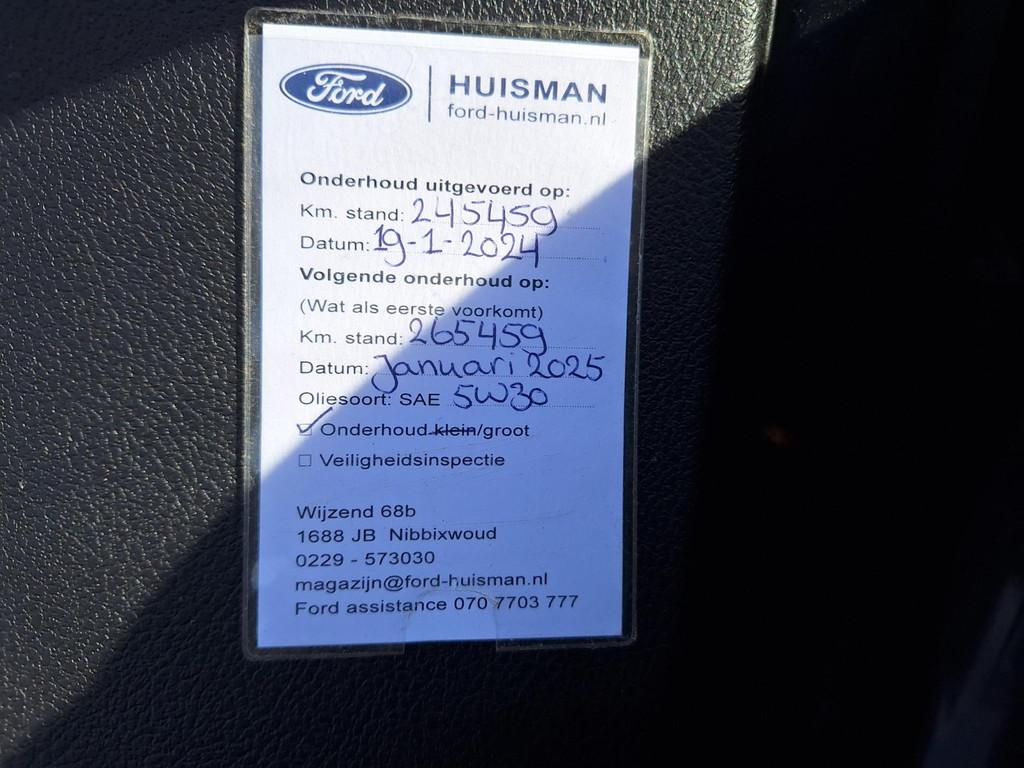 Ford HUISMAN
ford-huisman.nl
Onderhoud uitgevoerd op:
Km. stand: 245459
Datum: 19-1-2024
Volgende onderhoud op:
(Wat als eerste voorkomt)
Km. stand: 265459
Datum: Januari 2025
Oliesoort: SAE 5W30
☑ Onderhoud klein/groot
☐ Veiligheidsinspectie
Wijzend 68b
1688 JB Nibbixwoud
0229 - 573030
magazijn@ford-huisman.nl
Ford assistance 070 7703 777